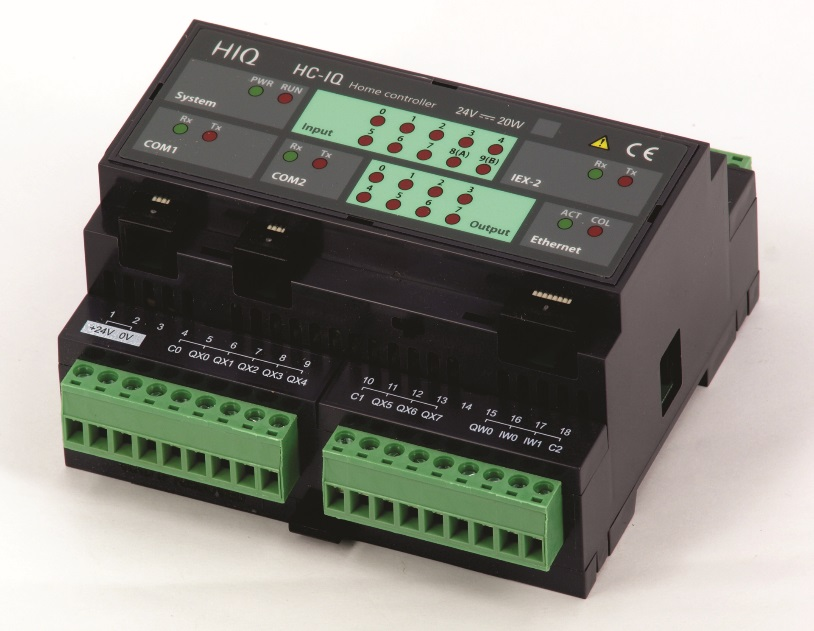 HIQ
HC-IQ Home controller 24V 20W
CE
System PWR RUN
COM1 Rx Tx
COM2 Rx Tx
Input
0 1 2 3 4
5 6 7 8(A) 9(B)
0 1 2 3
4 5 6 7
Output
IEX-2 Rx Tx
Ethernet ACT COL
1 2 3 4 5 6 7 8 9
+24V 0V C0 QX0 QX1 QX2 QX3 QX4
10 11 12 13 14 15 16 17 18
C1 QX5 QX6 QX7 QW0 IW0 IW1 C2